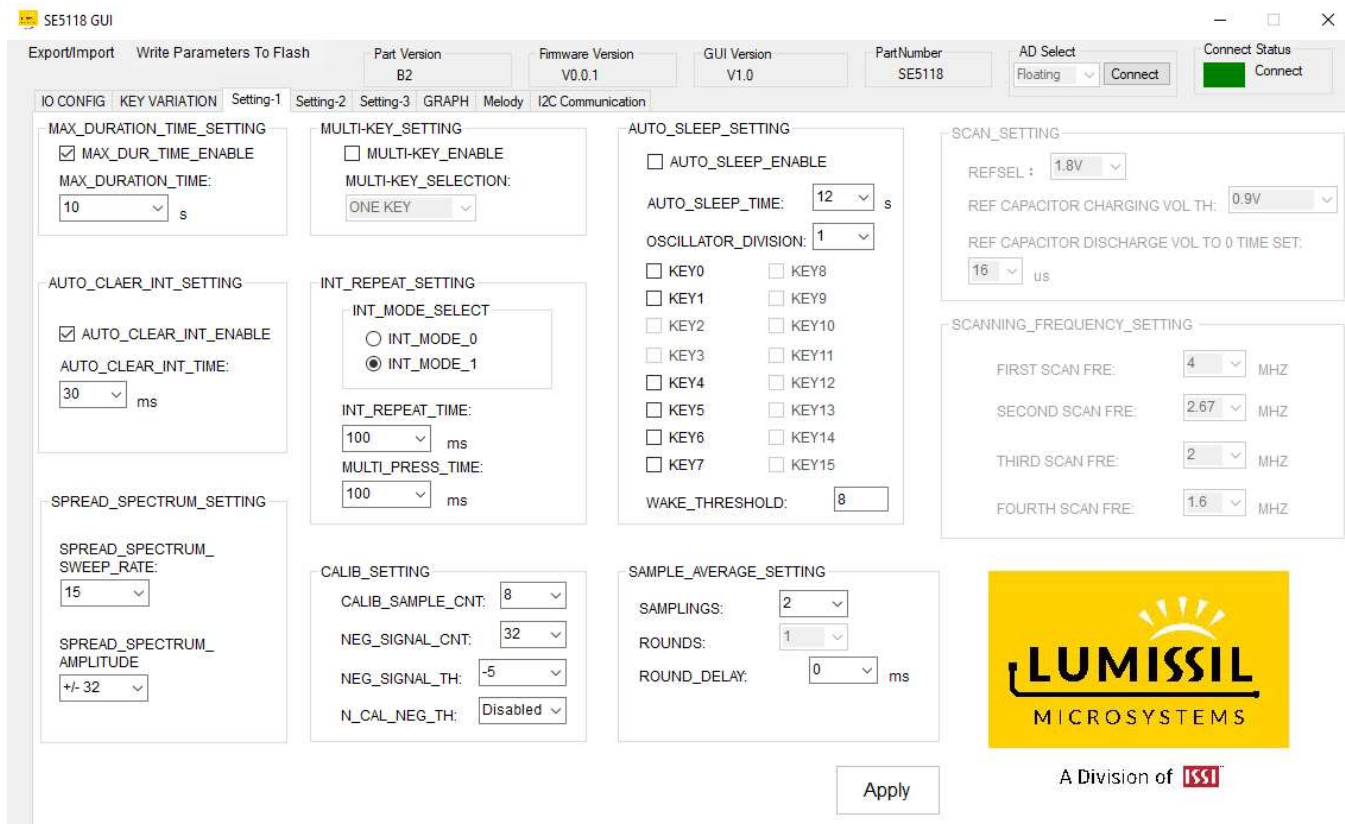 SE5118 GUI
Export/Import Write Parameters To Flash
Part Version
B2
Firmware Version
V0.0.1
GUI Version
V1.0
PartNumber
SE5118
AD Select
Floating Connect
Connect Status
Connect
IO CONFIG KEY VARIATION Setting-1 Setting-2 Setting-3 GRAPH Melody I2C Communication
MAX_DURATION_TIME_SETTING
MAX_DUR_TIME_ENABLE
MAX_DURATION_TIME:
10 s
AUTO_CLAER_INT_SETTING
AUTO_CLEAR_INT_ENABLE
AUTO_CLEAR_INT_TIME:
30 ms
SPREAD_SPECTRUM_SETTING
SPREAD_SPECTRUM_
SWEEP_RATE:
15
SPREAD_SPECTRUM_
AMPLITUDE
+/- 32
MULTI-KEY_SETTING
MULTI-KEY_ENABLE
MULTI-KEY_SELECTION:
ONE KEY
INT_REPEAT_SETTING
INT_MODE_SELECT
INT_MODE_0
INT_MODE_1
INT_REPEAT_TIME:
100 ms
MULTI_PRESS_TIME:
100 ms
CALIB_SETTING
CALIB_SAMPLE_CNT: 8
NEG_SIGNAL_CNT: 32
NEG_SIGNAL_TH: -5
N_CAL_NEG_TH: Disabled
AUTO_SLEEP_SETTING
AUTO_SLEEP_ENABLE
AUTO_SLEEP_TIME: 12 s
OSCILLATOR_DIVISION: 1
KEY0 KEY8
KEY1 KEY9
KEY2 KEY10
KEY3 KEY11
KEY4 KEY12
KEY5 KEY13
KEY6 KEY14
KEY7 KEY15
WAKE_THRESHOLD: 8
SAMPLE_AVERAGE_SETTING
SAMPLINGS: 2
ROUNDS: 1
ROUND_DELAY: 0 ms
SCAN_SETTING
REFSEL : 1.8V
REF CAPACITOR CHARGING VOL TH: 0.9V
REF CAPACITOR DISCHARGE VOL TO 0 TIME SET:
16 us
SCANNING_FREQUENCY_SETTING
FIRST SCAN FRE: 4 MHZ
SECOND SCAN FRE: 2.67 MHZ
THIRD SCAN FRE: 2 MHZ
FOURTH SCAN FRE: 1.6 MHZ
LUMISSIL
MICROSYSTEMS
A Division of ISSI
Apply